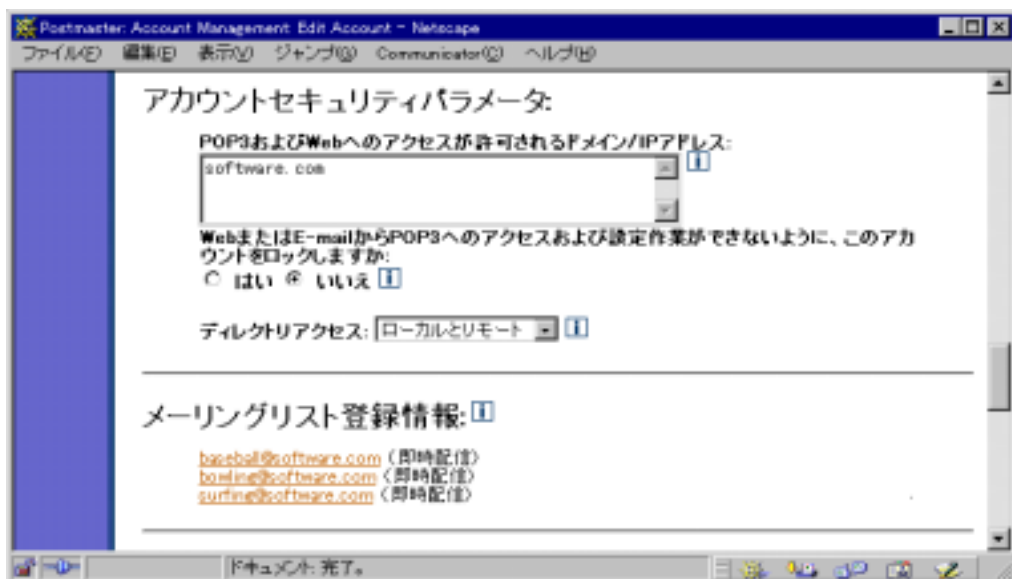 Postmaster: Account Management: Edit Account - Netscape
ファイル(F) 編集(E) 表示(V) ジャンプ(G) Communicator(C) ヘルプ(H)
アカウントセキュリティパラメータ:
POP3およびWebへのアクセスが許可されるドメイン/IPアドレス:
software.com
WebまたはE-mailからPOP3へのアクセスおよび設定作業ができないように、このアカ
ウントをロックしますか:
はい いいえ
ディレクトリアクセス: ローカルとリモート
メーリングリスト登録情報:
baseball@software.com (即時配信)
bowling@software.com (即時配信)
surfing@software.com (即時配信)
ドキュメント: 完了。